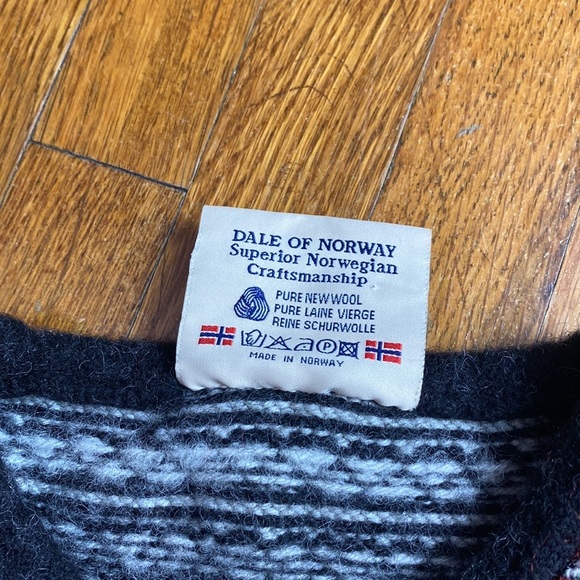 DALE OF NORWAY
Superior Norwegian
Craftsmanship
PURE NEW WOOL
PURE LAINE VIERGE
REINE SCHURWOLLE
A P
MADE IN NORWAY